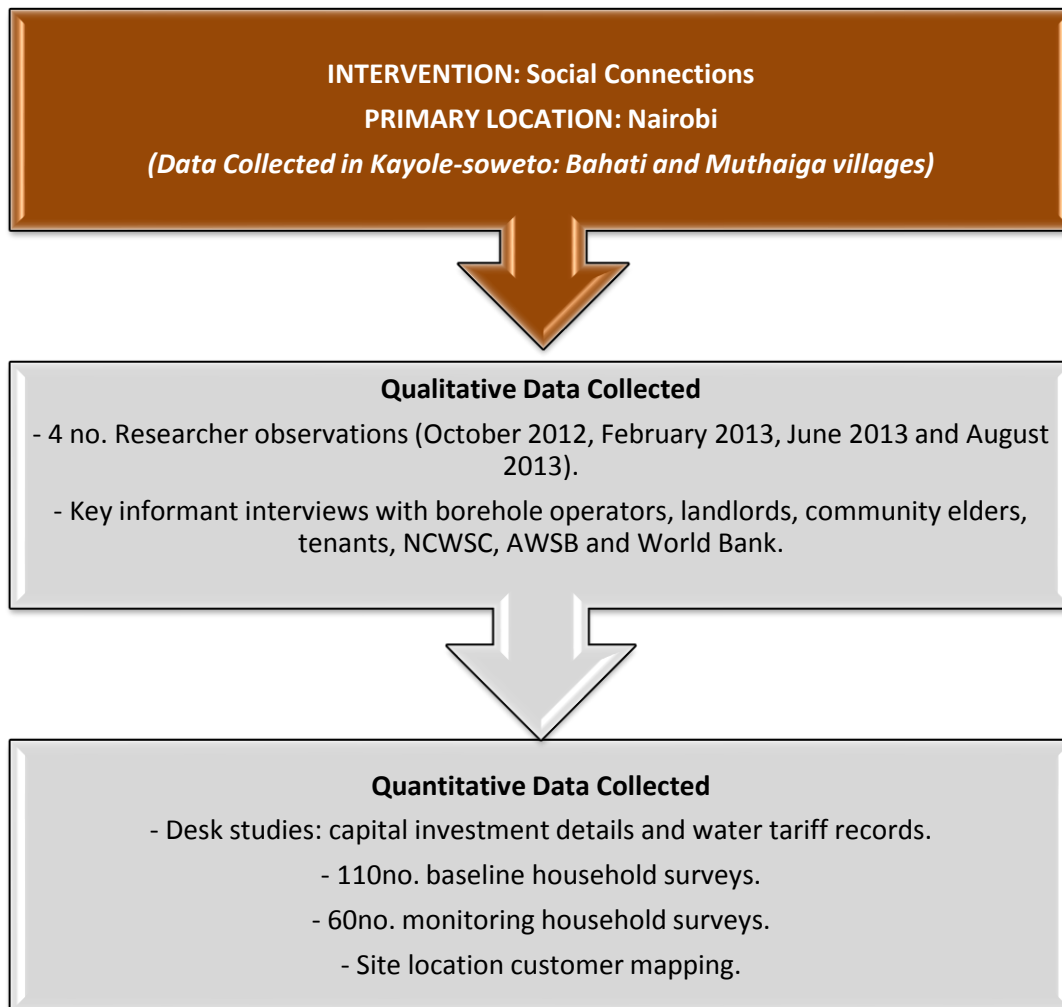 INTERVENTION: Social Connections
PRIMARY LOCATION: Nairobi
(Data Collected in Kayole-soweto: Bahati and Muthaiga villages)
Qualitative Data Collected
- 4 no. Researcher observations (October 2012, February 2013, June 2013 and August
2013).
- Key informant interviews with borehole operators, landlords, community elders,
tenants, NCWSC, AWSB and World Bank.
Quantitative Data Collected
- Desk studies: capital investment details and water tariff records.
- 110no. baseline household surveys.
- 60no. monitoring household surveys.
- Site location customer mapping.